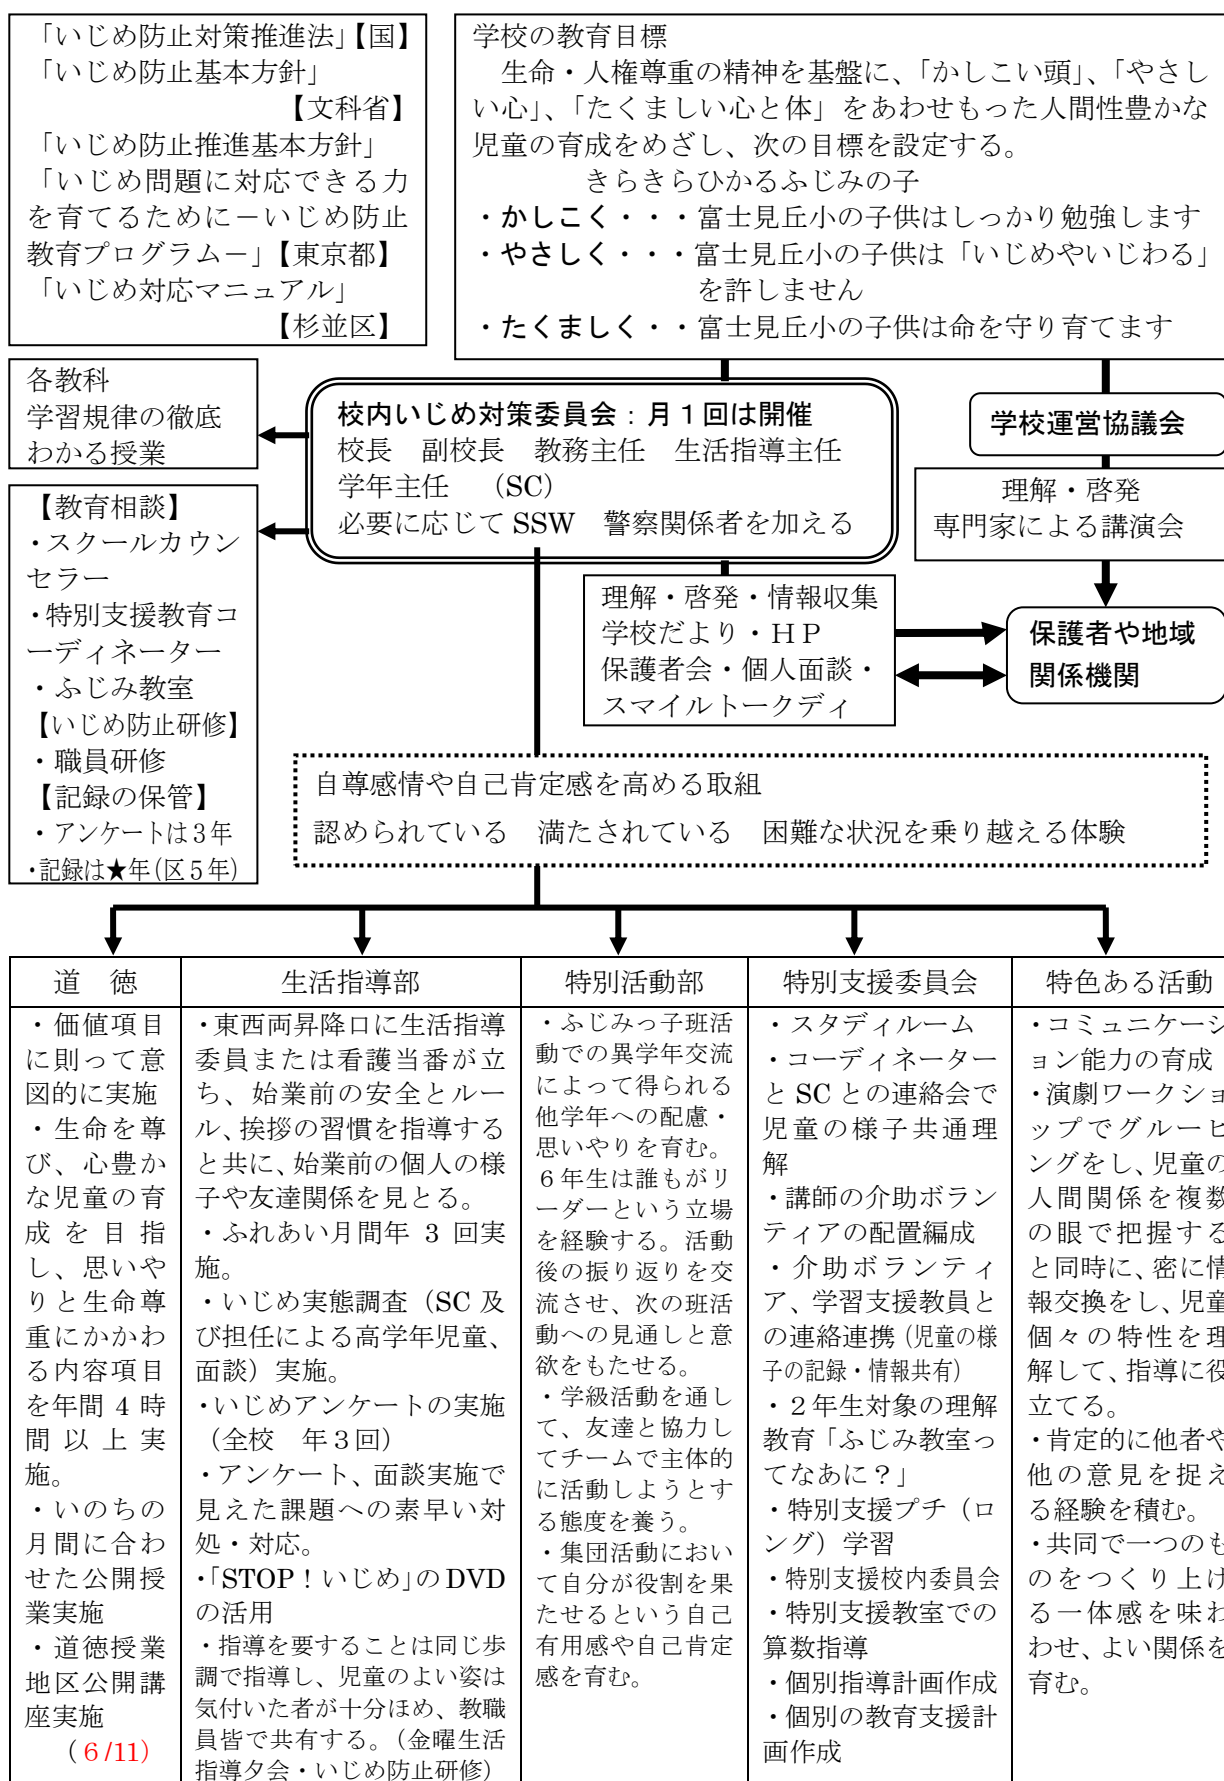 「いじめ防止対策推進法」【国】
「いじめ防止基本方針」
【文科省】
「いじめ防止推進基本方針」
「いじめ問題に対応できる力
を育てるために－いじめ防止
教育プログラム－」【東京都】
「いじめ対応マニュアル」
【杉並区】
学校の教育目標
生命・人権尊重の精神を基盤に、「かしこい頭」、「やさし
い心」、「たくましい心と体」をあわせもった人間性豊かな
児童の育成をめざし、次の目標を設定する。
きらきらひかるふじみの子
・かしこく・・・富士見丘小の子供はしっかり勉強します
・やさしく・・・富士見丘小の子供は「いじめやいじわる」
を許しません
・たくましく・・富士見丘小の子供は命を守り育てます
各教科
学習規律の徹底
わかる授業
校内いじめ対策委員会：月１回は開催
校長　副校長　教務主任　生活指導主任
学年主任　（SC）
必要に応じて SSW　警察関係者を加える
学校運営協議会
理解・啓発
専門家による講演会
【教育相談】
・スクールカウン
セラー
・特別支援教育コ
ーディネーター
・ふじみ教室
【いじめ防止研修】
・職員研修
【記録の保管】
・アンケートは３年
・記録は★年(区５年)
理解・啓発・情報収集
学校だより・ＨＰ
保護者会・個人面談・
スマイルトークディ
保護者や地域
関係機関
自尊感情や自己肯定感を高める取組
認められている　満たされている　困難な状況を乗り越える体験
道　徳
・価値項目
に則って意
図的に実施
・生命を尊
び、心豊か
な児童の育
成を目指
し、思いや
りと生命尊
重にかかわ
る内容項目
を年間 4 時
間以上実
施。
・いのちの
月間に合わ
せた公開授
業実施
・道徳授業
地区公開講
座実施
（６/11）
生活指導部
・東西両昇降口に生活指導
委員または看護当番が立
ち、始業前の安全とルー
ル、挨拶の習慣を指導する
と共に、始業前の個人の様
子や友達関係を見とる。
・ふれあい月間年 3 回実
施。
・いじめ実態調査（SC 及
び担任による高学年児童、
面談）実施。
・いじめアンケートの実施
（全校　年３回）
・アンケート、面談実施で
見えた課題への素早い対
処・対応。
・「STOP！いじめ」の DVD
の活用
・指導を要することは同じ歩
調で指導し、児童のよい姿は
気付いた者が十分ほめ、教職
員皆で共有する。（金曜生活
指導夕会・いじめ防止研修）
特別活動部
・ふじみっ子班活
動での異学年交流
によって得られる
他学年への配慮・
思いやりを育む。
６年生は誰もがリ
ーダーという立場
を経験する。活動
後の振り返りを交
流させ、次の班活
動への見通しと意
欲をもたせる。
・学級活動を通し
て、友達と協力し
てチームで主体的
に活動しようとす
る態度を養う。
・集団活動におい
て自分が役割を果
たせるという自己
有用感や自己肯定
感を育む。
特別支援委員会
・スタディルーム
・コーディネーター
と SC との連絡会で
児童の様子共通理
解
・講師の介助ボラン
ティアの配置編成
・介助ボランティ
ア、学習支援教員と
の連絡連携（児童の様
子の記録・情報共有）
・２年生対象の理解
教育「ふじみ教室っ
てなあに？」
・特別支援プチ（ロ
ング）学習
・特別支援校内委員会
・特別支援教室での
算数指導
・個別指導計画作成
・個別の教育支援計
画作成
特色ある活動
・コミュニケーシ
ョン能力の育成
・演劇ワークショ
ップでグルーピ
ングをし、児童の
人間関係を複数
の眼で把握する
と同時に、密に情
報交換をし、児童
個々の特性を理
解して、指導に役
立てる。
・肯定的に他者や
他の意見を捉え
る経験を積む。
・共同で一つのも
のをつくり上げ
る一体感を味わ
わせ、よい関係を
育む。